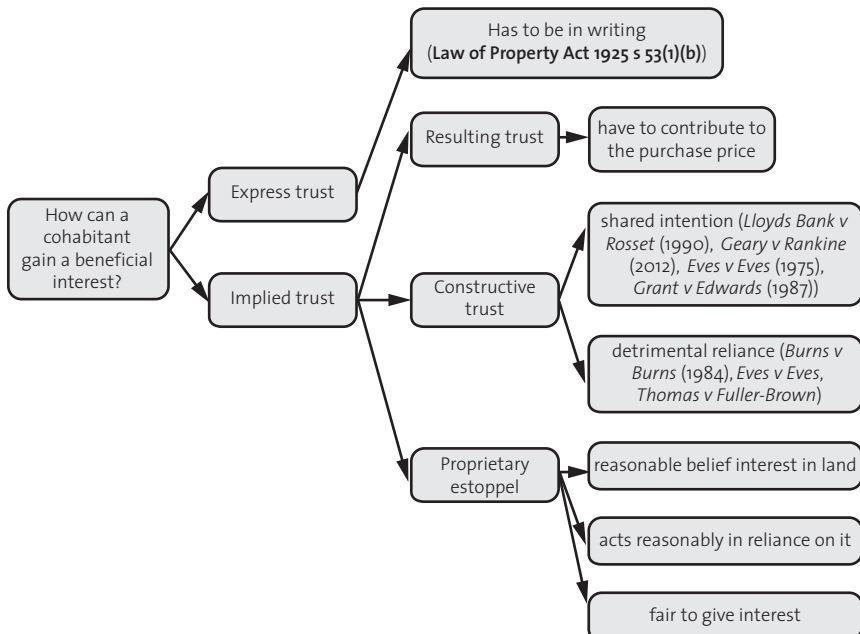 Has to be in writing
(Law of Property Act 1925 s 53(1)(b))
Resulting trust
have to contribute to
the purchase price
Express trust
How can a
cohabitant
gain a beneficial
interest?
Implied trust
Constructive
trust
shared intention (Lloyds Bank v
Rosset (1990), Geary v Rankine
(2012), Eves v Eves (1975),
Grant v Edwards (1987))
detrimental reliance (Burns v
Burns (1984), Eves v Eves,
Thomas v Fuller-Brown)
Proprietary
estoppel
reasonable belief interest in land
acts reasonably in reliance on it
fair to give interest